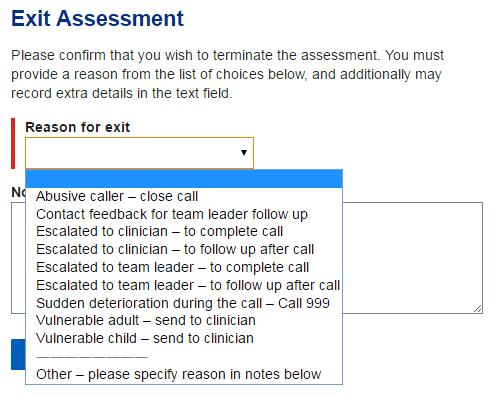 Exit Assessment
Please confirm that you wish to terminate the assessment. You must
provide a reason from the list of choices below, and additionally may
record extra details in the text field.
Reason for exit
Abusive caller – close call
Contact feedback for team leader follow up
Escalated to clinician – to complete call
Escalated to clinician – to follow up after call
Escalated to team leader – to complete call
Escalated to team leader – to follow up after call
Sudden deterioration during the call – Call 999
Vulnerable adult – send to clinician
Vulnerable child – send to clinician
————————
Other – please specify reason in notes below